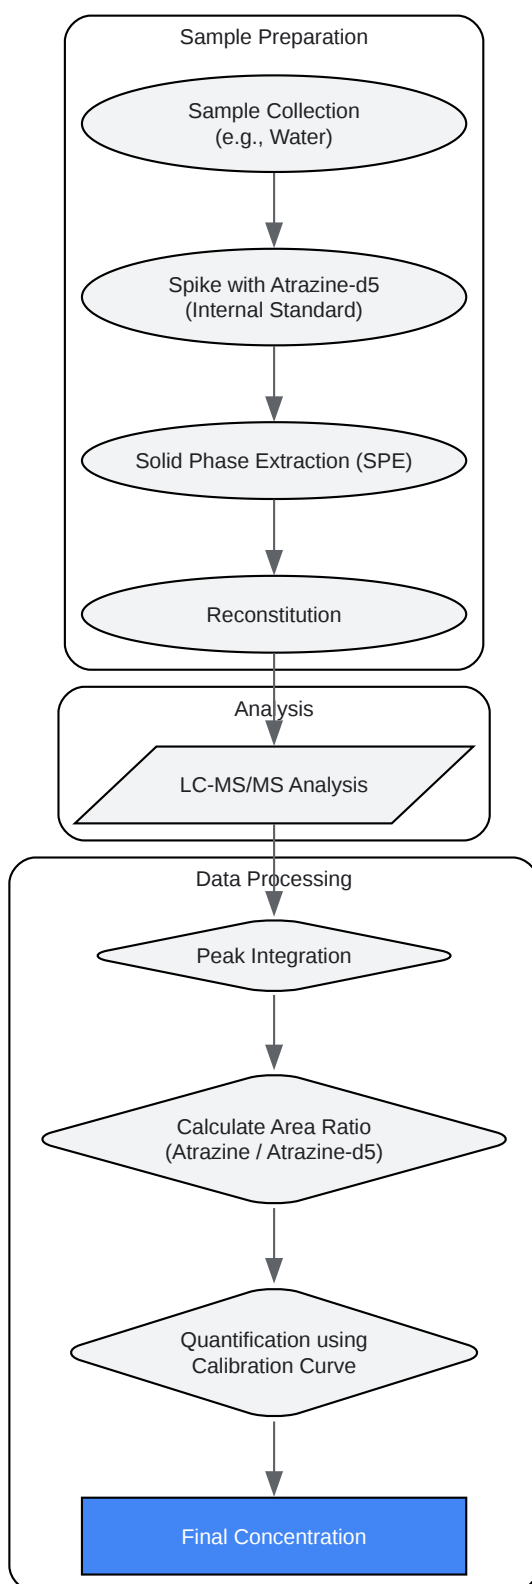 Sample Preparation
Sample Collection
(e.g., Water)
Spike with Atrazine-d5
(Internal Standard)
Solid Phase Extraction (SPE)
Reconstitution
Analysis
LC-MS/MS Analysis
Data Processing
Peak Integration
Calculate Area Ratio
(Atrazine / Atrazine-d5)
Quantification using
Calibration Curve
Final Concentration